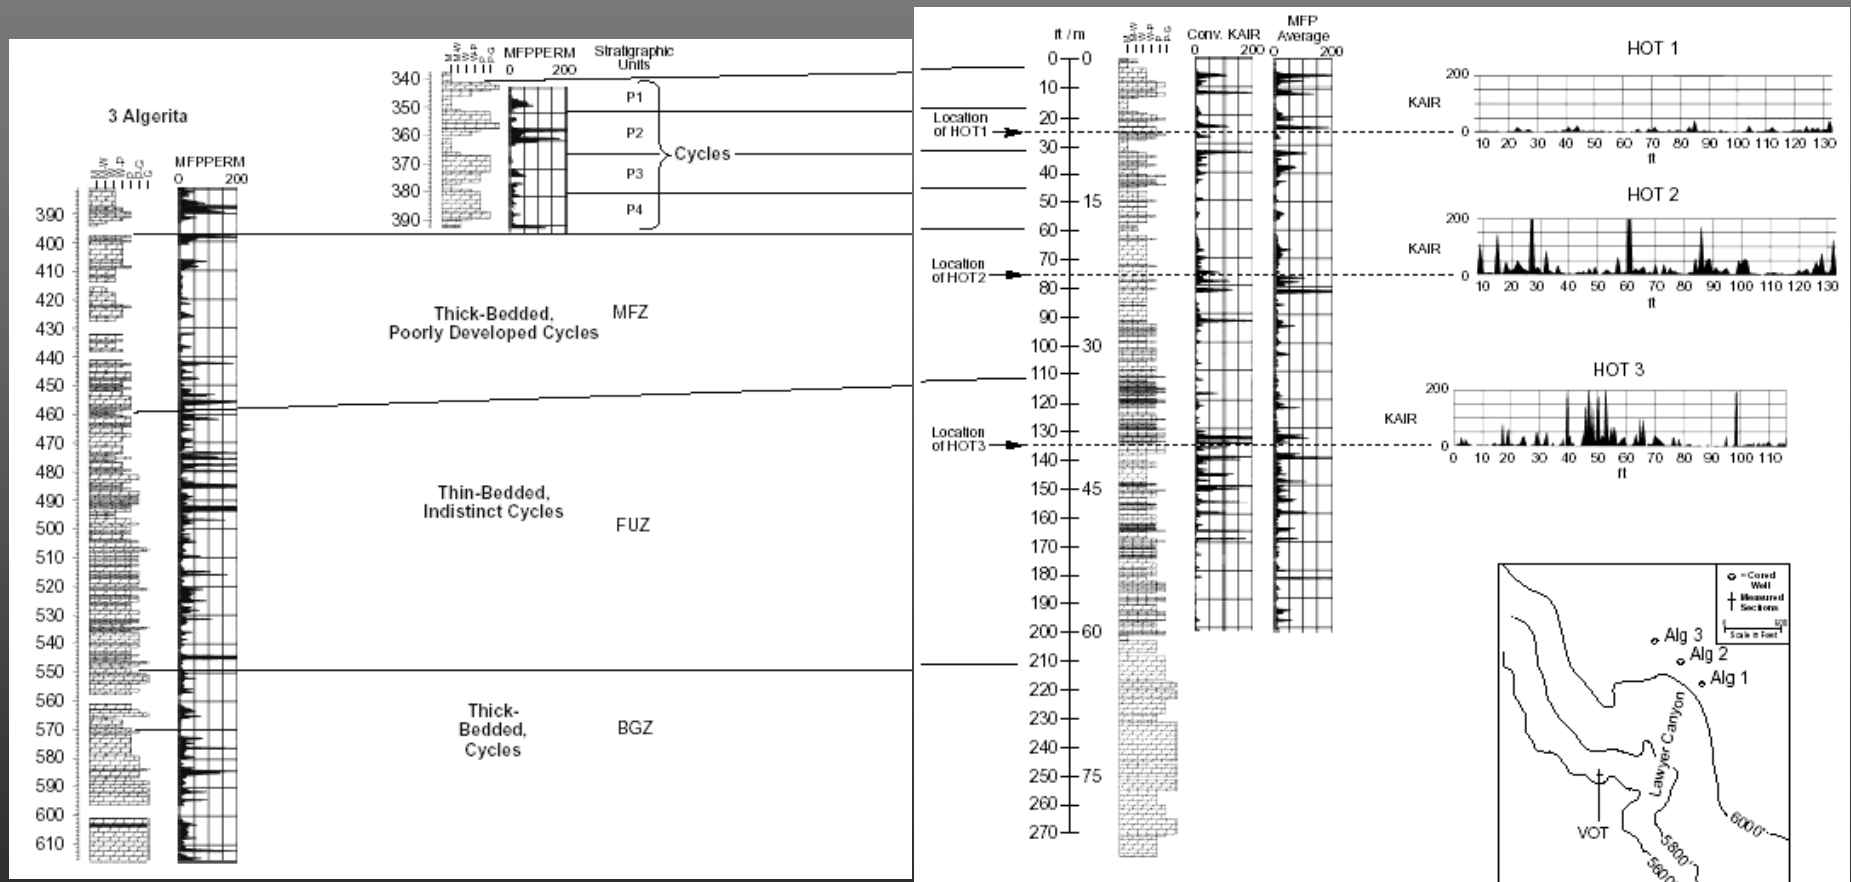 3 Algerita
M
M-W
W
W-P
P
P-G
G
MFPPERM
0 200
390
400
410
420
430
440
450
460
470
480
490
500
510
520
530
540
550
560
570
580
590
600
610
MFPPERM
0 200
Stratigraphic
Units
340
350
360
370
380
390
P1
P2
P3
P4
Cycles
Thick-Bedded,
Poorly Developed Cycles
MFZ
Thin-Bedded,
Indistinct Cycles
FUZ
Thick-
Bedded,
Cycles
BGZ
ft / m
Conv. KAIR
0 200
MFP
Average
0 200
0 0
10
20
30
40
50 15
60
70
80
90
100 30
110
120
130
140
150 45
160
170
180
190
200 60
210
220
230
240
250 75
260
270
Location
of HOT1
Location
of HOT2
Location
of HOT3
HOT 1
200
KAIR
0
10 20 30 40 50 60 70 80 90 100 110 120 130
ft
HOT 2
200
KAIR
0
10 20 30 40 50 60 70 80 90 100 110 120 130
ft
HOT 3
200
KAIR
0
0 10 20 30 40 50 60 70 80 90 100 110
ft
=Cored
Well
Measured
Sections
Scale in Feet
Alg 3
Alg 2
Alg 1
Lawyer Canyon
VOT
6000'
5800'
5600'